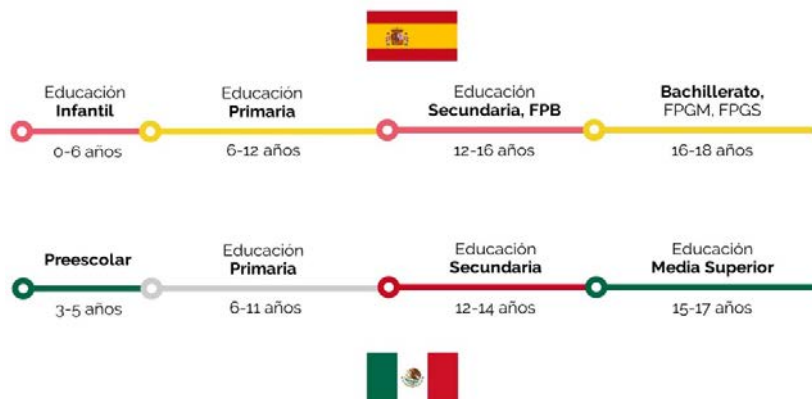 Educación
Infantil
0-6 años
Educación
Primaria
6-12 años
Educación
Secundaria, FPB
12-16 años
Bachillerato,
FPGM, FPGS
16-18 años
Preescolar
3-5 años
Educación
Primaria
6-11 años
Educación
Secundaria
12-14 años
Educación
Media Superior
15-17 años